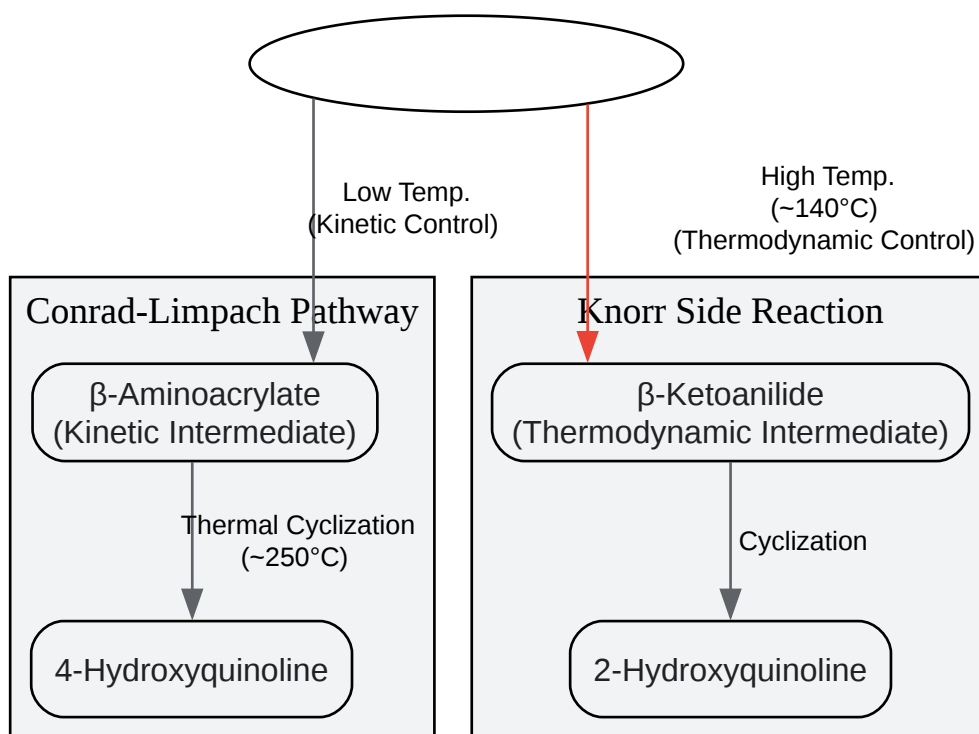 Low Temp.
(Kinetic Control)
High Temp.
(~140°C)
(Thermodynamic Control)
Conrad-Limpach Pathway
Knorr Side Reaction
β-Aminoacrylate
(Kinetic Intermediate)
β-Ketoanilide
(Thermodynamic Intermediate)
Thermal Cyclization
(~250°C)
Cyclization
4-Hydroxyquinoline
2-Hydroxyquinoline